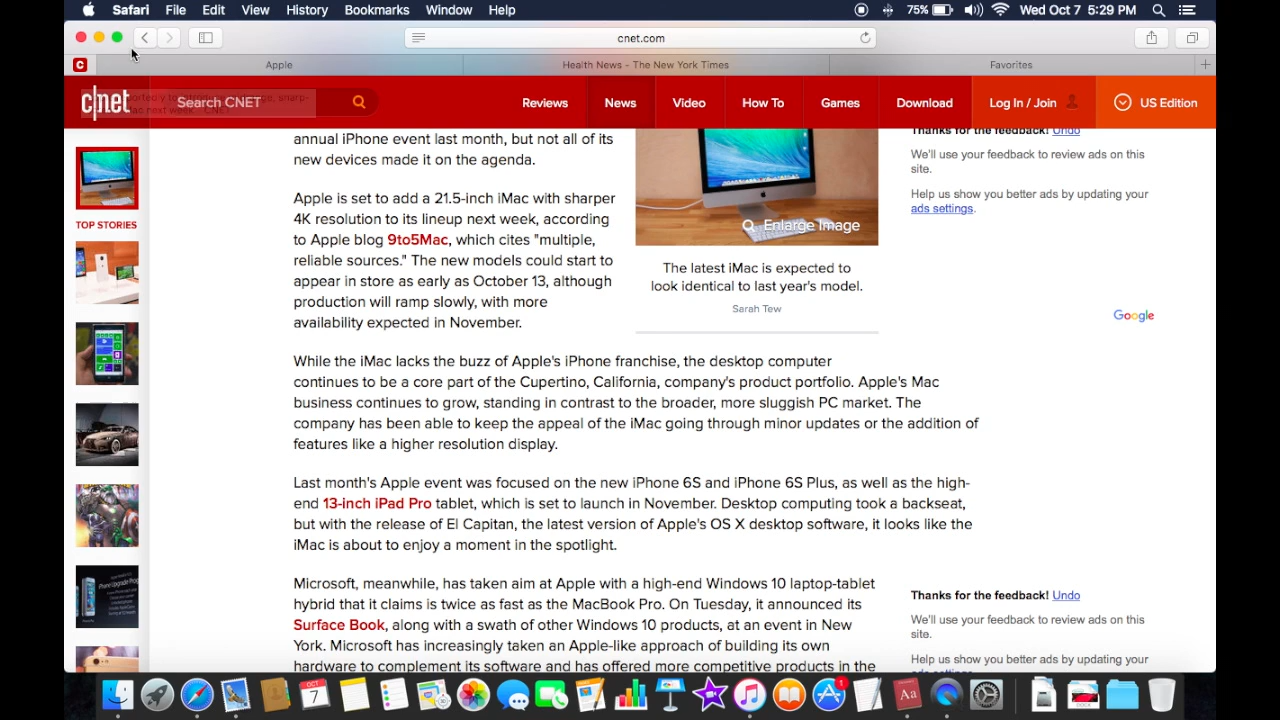 Safari File Edit View History Bookmarks Window Help 75% Wed Oct 7 5:29 PM
cnet.com
Apple Health News - The New York Times Favorites +
c|net Search CNET Reviews News Video How To Games Download Log In / Join US Edition
annual iPhone event last month, but not all of its
new devices made it on the agenda.
Apple is set to add a 21.5-inch iMac with sharper
4K resolution to its lineup next week, according
to Apple blog 9to5Mac, which cites "multiple,
reliable sources." The new models could start to
appear in store as early as October 13, although
production will ramp slowly, with more
availability expected in November.
Enlarge Image
The latest iMac is expected to
look identical to last year's model.
Sarah Tew
While the iMac lacks the buzz of Apple's iPhone franchise, the desktop computer
continues to be a core part of the Cupertino, California, company's product portfolio. Apple's Mac
business continues to grow, standing in contrast to the broader, more sluggish PC market. The
company has been able to keep the appeal of the iMac going through minor updates or the addition of
features like a higher resolution display.
Last month's Apple event was focused on the new iPhone 6S and iPhone 6S Plus, as well as the high-
end 13-inch iPad Pro tablet, which is set to launch in November. Desktop computing took a backseat,
but with the release of El Capitan, the latest version of Apple's OS X desktop software, it looks like the
iMac is about to enjoy a moment in the spotlight.
Microsoft, meanwhile, has taken aim at Apple with a high-end Windows 10 laptop-tablet
hybrid that it claims is twice as fast as the MacBook Pro. On Tuesday, it announced its
Surface Book, along with a swath of other Windows 10 products, at an event in New
York. Microsoft has increasingly taken an Apple-like approach of building its own
hardware to complement its software and has offered more competitive products in the
TOP STORIES
Thanks for the feedback! Undo
We'll use your feedback to review ads on this
site.
Help us show you better ads by updating your
ads settings.
Google
Thanks for the feedback! Undo
We'll use your feedback to review ads on this
site.
Help us show you better ads by updating your
OCT
7
1
Aa
DOCX